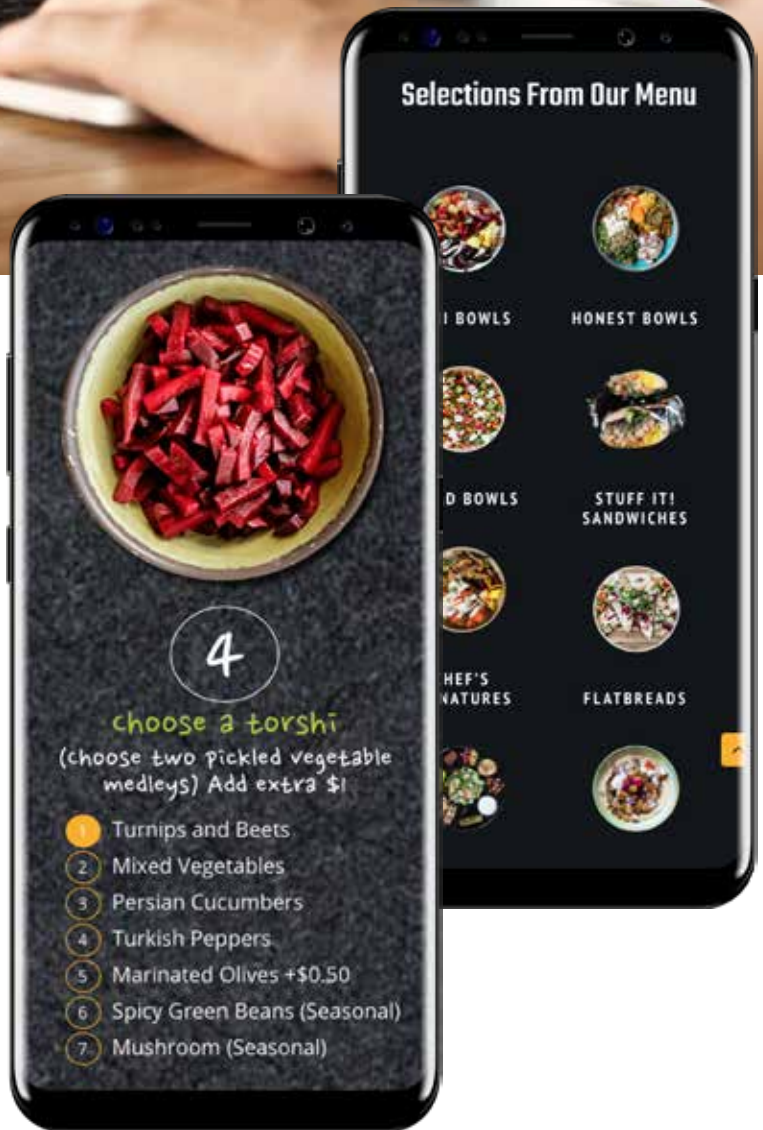 Selections From Our Menu
I BOWLS
HONEST BOWLS
D BOWLS
STUFF IT!
SANDWICHES
HEF'S
NATURES
FLATBREADS
4
choose a torshi
(choose two pickled vegetable
medleys) Add extra $1
1 Turnips and Beets
2 Mixed Vegetables
3 Persian Cucumbers
4 Turkish Peppers
5 Marinated Olives +$0.50
6 Spicy Green Beans (Seasonal)
7 Mushroom (Seasonal)